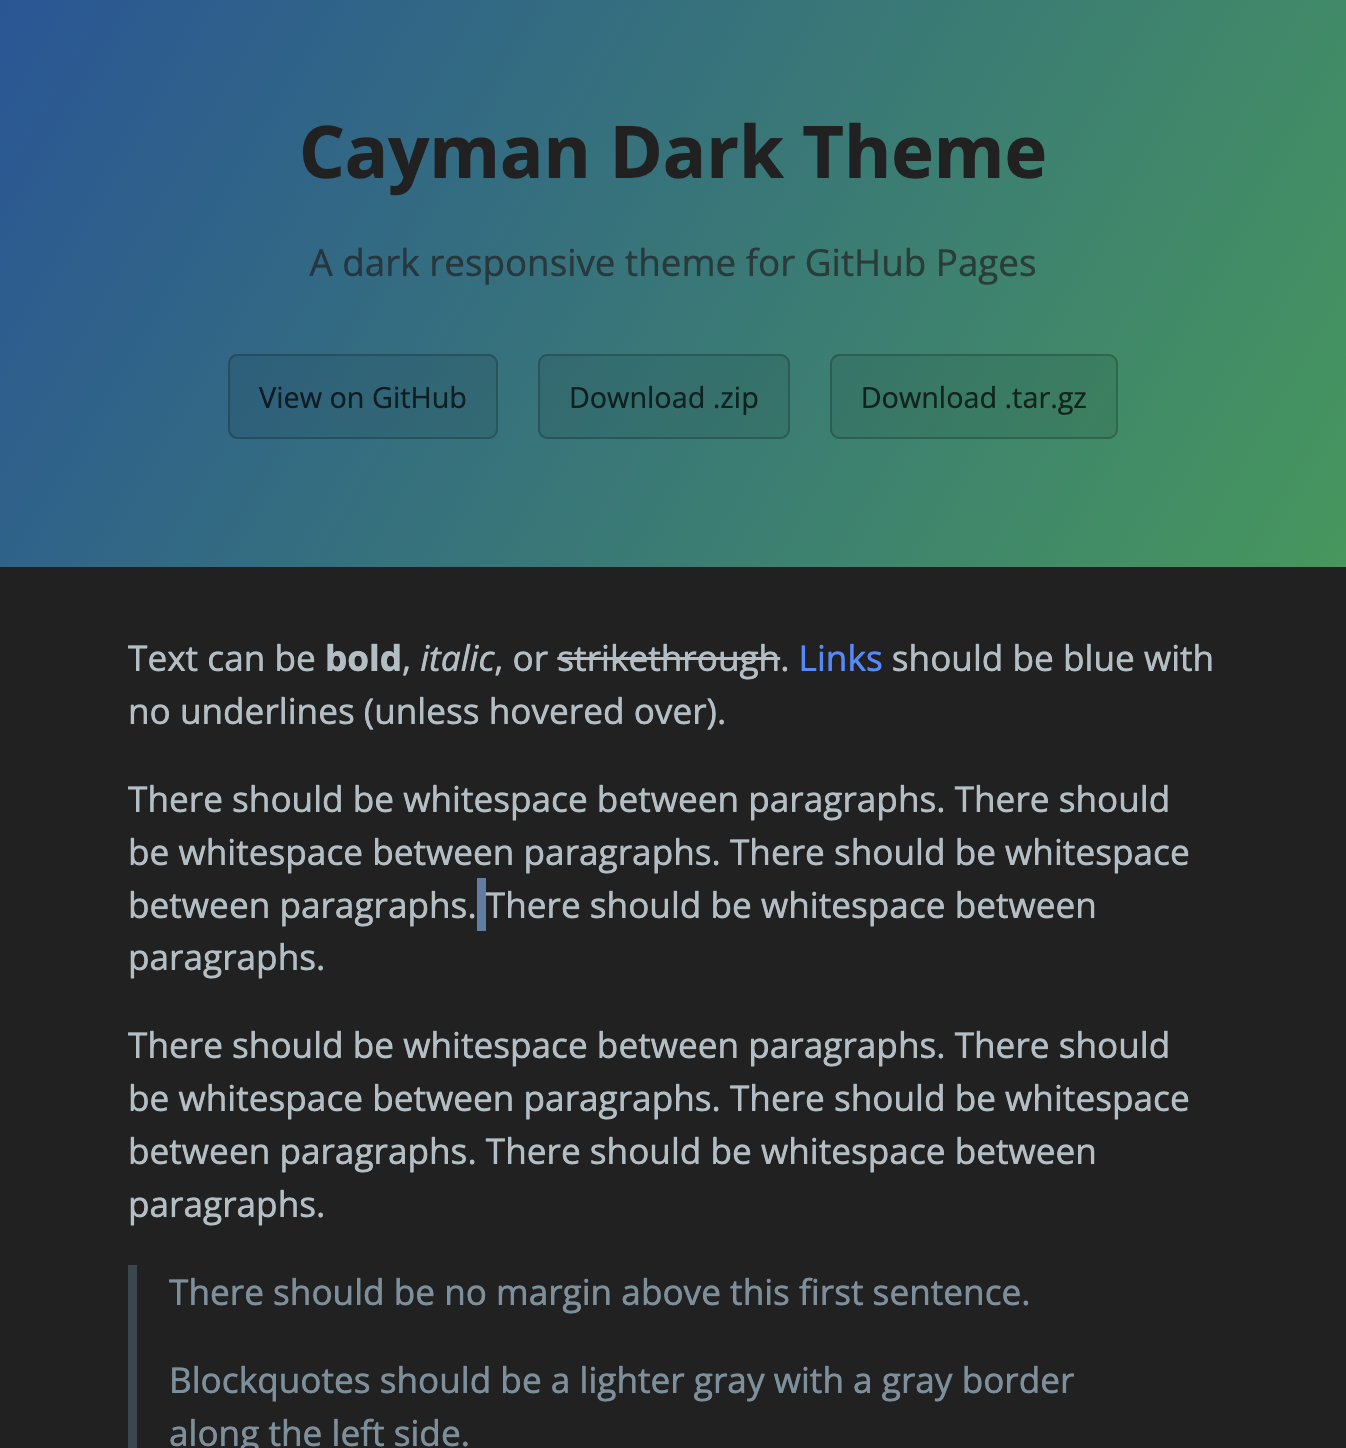 Cayman Dark Theme
A dark responsive theme for GitHub Pages
View on GitHub
Download .zip
Download .tar.gz
Text can be bold, italic, or strikethrough. Links should be blue with
no underlines (unless hovered over).
There should be whitespace between paragraphs. There should
be whitespace between paragraphs. There should be whitespace
between paragraphs. There should be whitespace between
paragraphs.
There should be whitespace between paragraphs. There should
be whitespace between paragraphs. There should be whitespace
between paragraphs. There should be whitespace between
paragraphs.
There should be no margin above this first sentence.
Blockquotes should be a lighter gray with a gray border
along the left side.